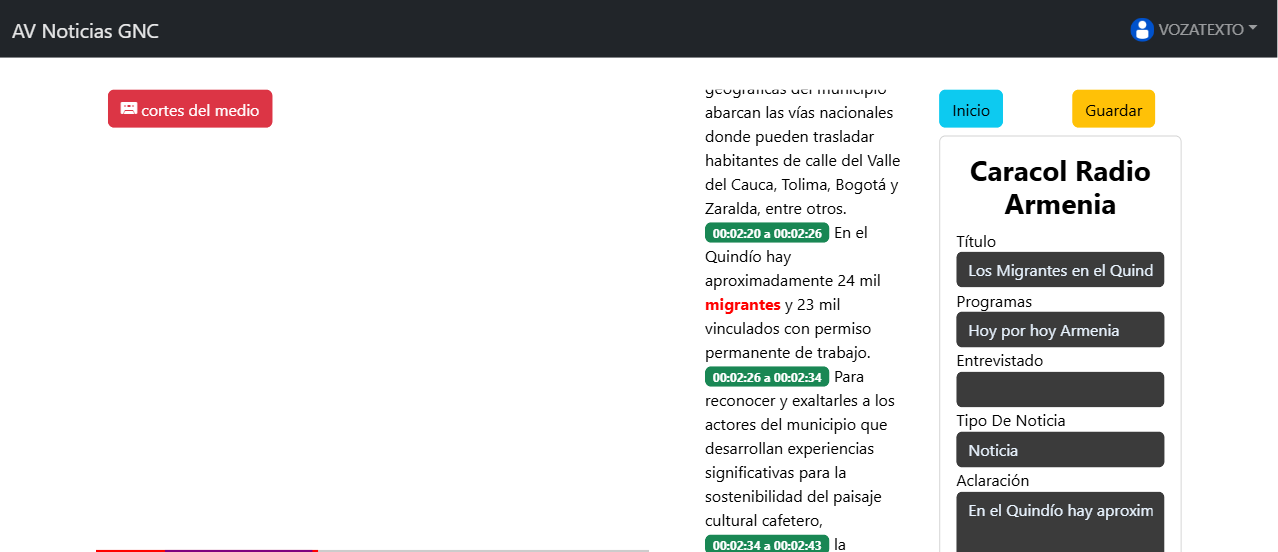 AV Noticias GNC
VOZATEXTO
cortes del medio
geográficas del municipio
abarcan las vías nacionales
donde pueden trasladar
habitantes de calle del Valle
del Cauca, Tolima, Bogotá y
Zaralda, entre otros.
00:02:20 a 00:02:26 En el
Quindío hay
aproximadamente 24 mil
migrantes y 23 mil
vinculados con permiso
permanente de trabajo.
00:02:26 a 00:02:34 Para
reconocer y exaltarles a los
actores del municipio que
desarrollan experiencias
significativas para la
sostenibilidad del paisaje
cultural cafetero,
00:02:34 a 00:02:43 la
Inicio
Guardar
Caracol Radio
Armenia
Título
Los Migrantes en el Quind
Programas
Hoy por hoy Armenia
Entrevistado
Tipo De Noticia
Noticia
Aclaración
En el Quindío hay aproxim